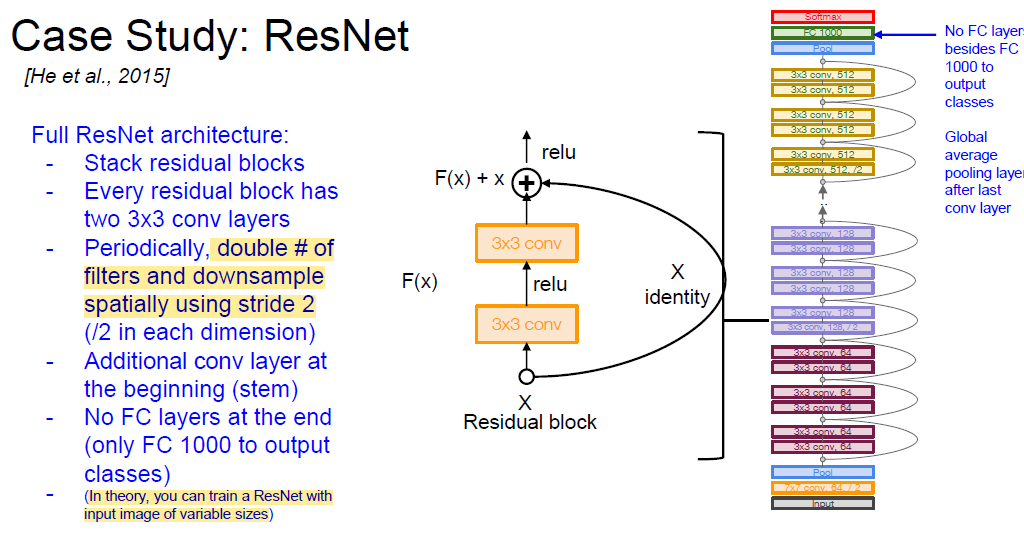 Case Study: ResNet
[He et al., 2015]
Full ResNet architecture:
- Stack residual blocks
- Every residual block has
two 3x3 conv layers
- Periodically, double # of
filters and downsample
spatially using stride 2
(/2 in each dimension)
- Additional conv layer at
the beginning (stem)
- No FC layers at the end
(only FC 1000 to output
classes)
- (In theory, you can train a ResNet with
input image of variable sizes)
relu
F(x) + x
3x3 conv
F(x)
relu
X
identity
3x3 conv
X
Residual block
Softmax
FC 1000
Pool
3x3 conv, 512
3x3 conv, 512
3x3 conv, 512
3x3 conv, 512
3x3 conv, 512
3x3 conv, 512, /2
..
3x3 conv, 128
3x3 conv, 128
3x3 conv, 128
3x3 conv, 128
3x3 conv, 128
3x3 conv, 128, / 2
3x3 conv, 64
3x3 conv, 64
3x3 conv, 64
3x3 conv, 64
3x3 conv, 64
3x3 conv, 64
Pool
7x7 conv, 64, / 2
Input
No FC layers
besides FC
1000 to
output
classes
Global
average
pooling layer
after last
conv layer